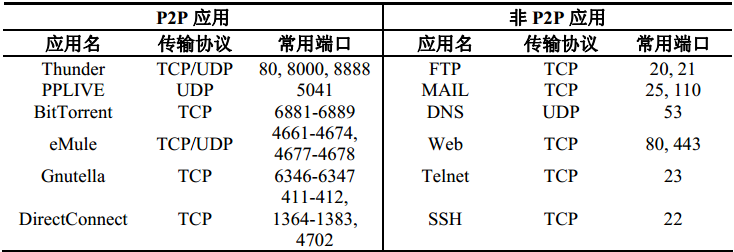 P2P 应用 非 P2P 应用
应用名 传输协议 常用端口 应用名 传输协议 常用端口
Thunder TCP/UDP 80, 8000, 8888 FTP TCP 20, 21
PPLIVE UDP 5041 MAIL TCP 25, 110
BitTorrent TCP 6881-6889 DNS UDP 53
eMule TCP/UDP 4661-4674, Web TCP 80, 443
4677-4678
Gnutella TCP 6346-6347 Telnet TCP 23
411-412,
DirectConnect TCP 1364-1383, SSH TCP 22
4702